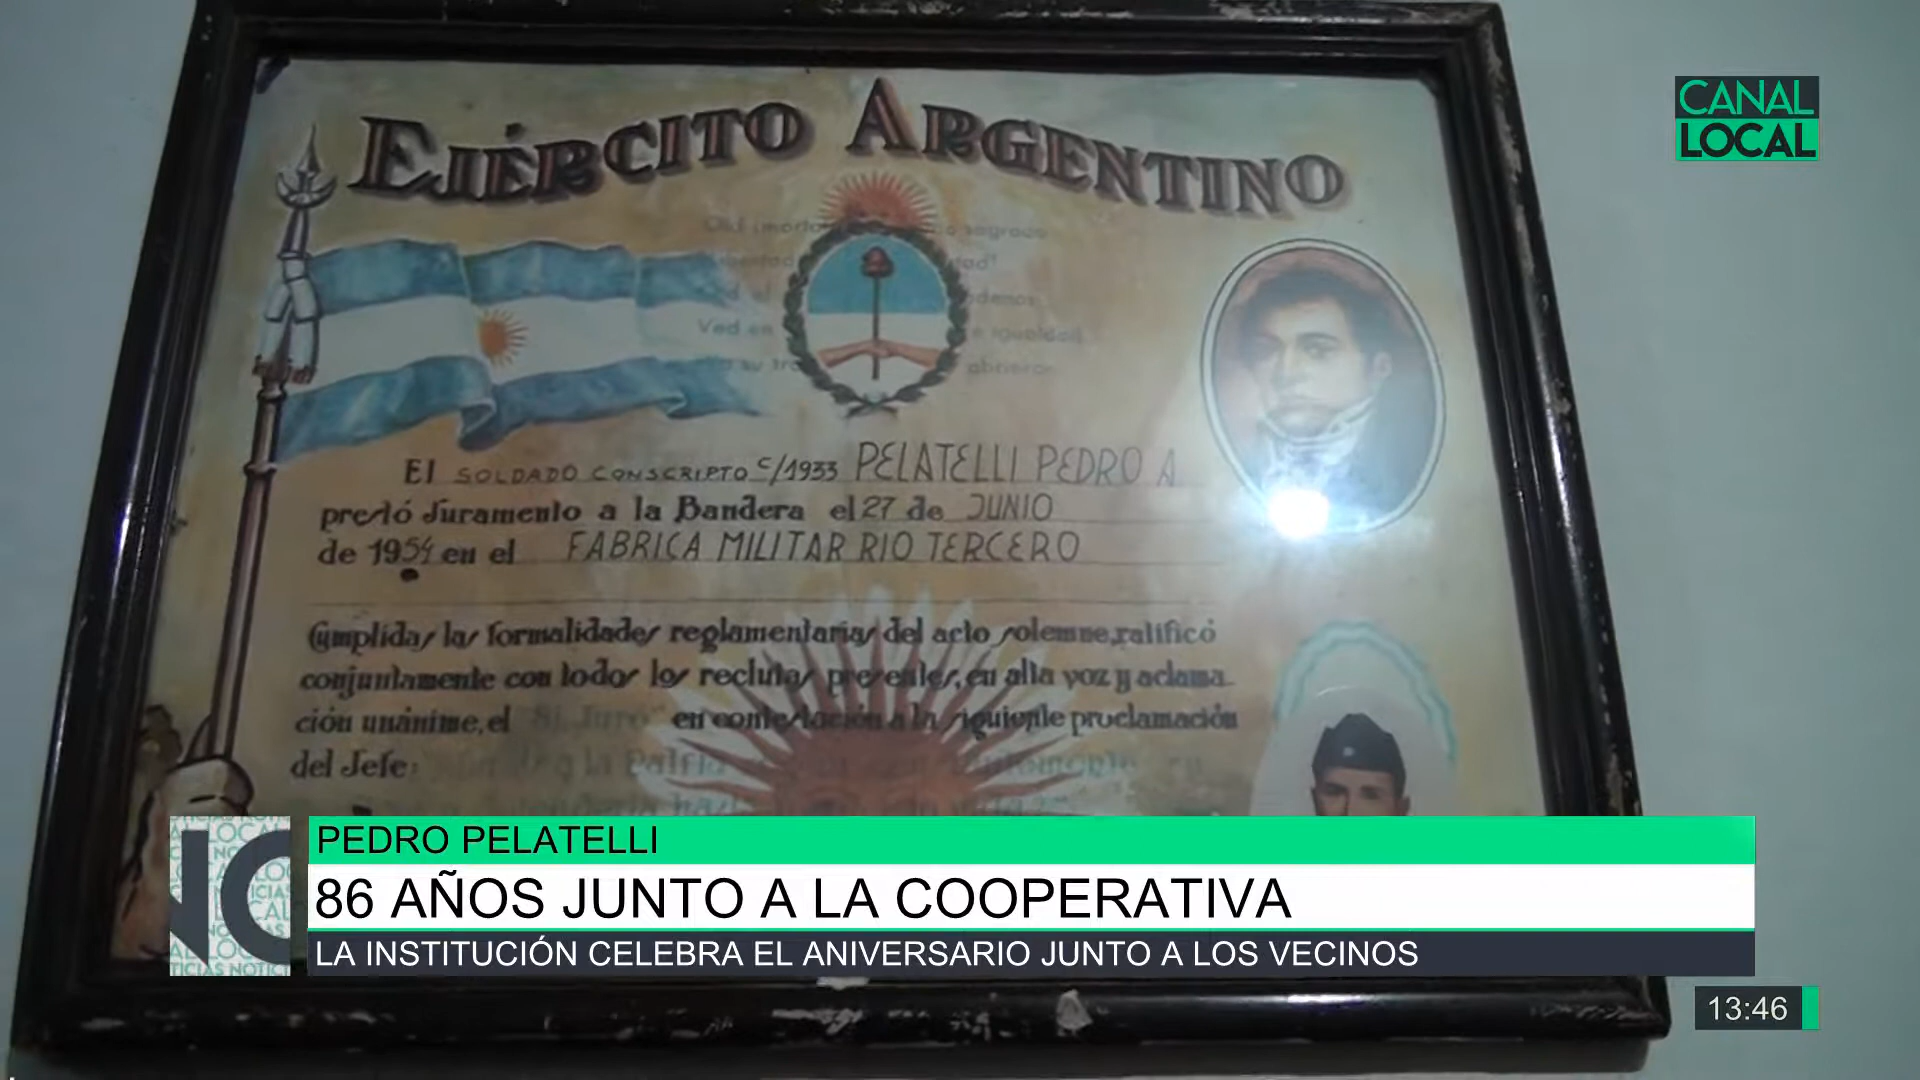 CANAL
LOCAL
EJÉRCITO ARGENTINO
Ved en
El SOLDADO CONSCRIPTO C/1933 PELATELLI PEDRO A
prestó Juramento a la Bandera el 27 de JUNIO
de 1954 en el FABRICA MILITAR RIO TERCERO
Cumplidas las formalidades reglamentarias del acto solemne, ratificó
conjuntamente con todos los reclutas presentes, en alta voz y aclama-
ción unánime, el "Si, Juro" en contestación a la siguiente proclamación
del Jefe:
PEDRO PELATELLI
86 AÑOS JUNTO A LA COOPERATIVA
LA INSTITUCIÓN CELEBRA EL ANIVERSARIO JUNTO A LOS VECINOS
13:46